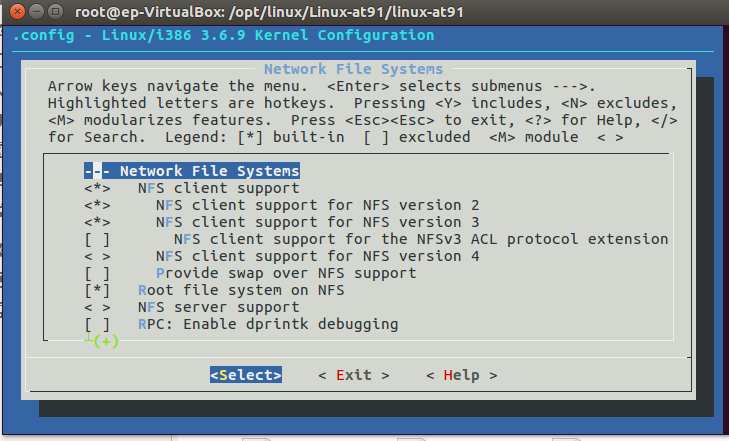 root@ep-VirtualBox: /opt/linux/Linux-at91/linux-at91
.config - Linux/i386 3.6.9 Kernel Configuration
Network File Systems
Arrow keys navigate the menu.  <Enter> selects submenus --->.
Highlighted letters are hotkeys.  Pressing <Y> includes, <N> excludes,
<M> modularizes features.  Press <Esc><Esc> to exit, <?> for Help, </>
for Search.  Legend: [*] built-in  [ ] excluded  <M> module  < >
--- Network File Systems
<*>   NFS client support
<*>     NFS client support for NFS version 2
<*>     NFS client support for NFS version 3
[ ]       NFS client support for the NFSv3 ACL protocol extension
< >     NFS client support for NFS version 4
[ ]     Provide swap over NFS support
[*]   Root file system on NFS
< >   NFS server support
[ ]   RPC: Enable dprintk debugging
┴(+)
<Select>    < Exit >    < Help >